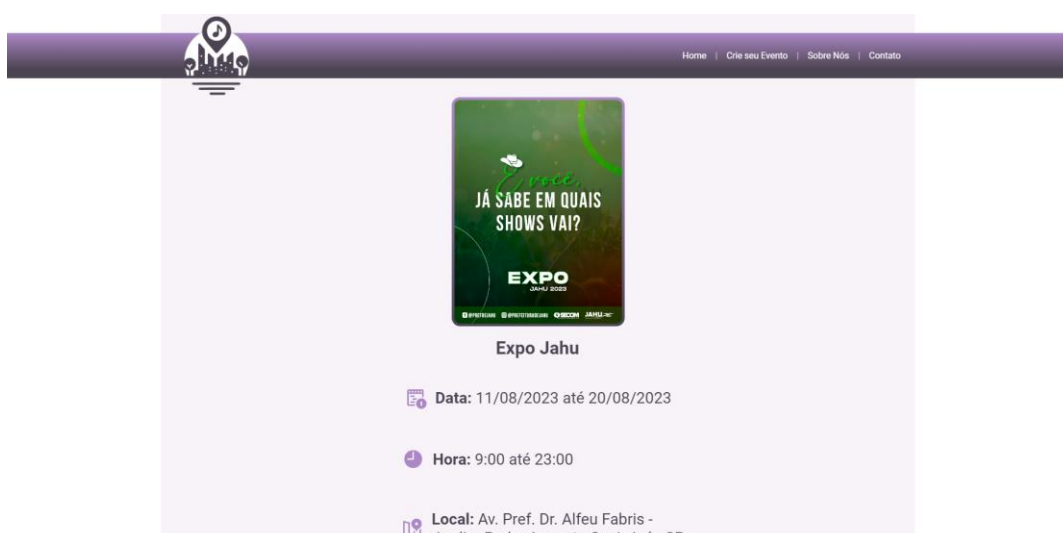 Home | Crie seu Evento | Sobre Nós | Contato
E você,
JÁ SABE EM QUAIS
SHOWS VAI?
EXPO
JAHU 2023
SECOM JAHU
Expo Jahu
Data: 11/08/2023 até 20/08/2023
Hora: 9:00 até 23:00
Local: Av. Pref. Dr. Alfeu Fabris -